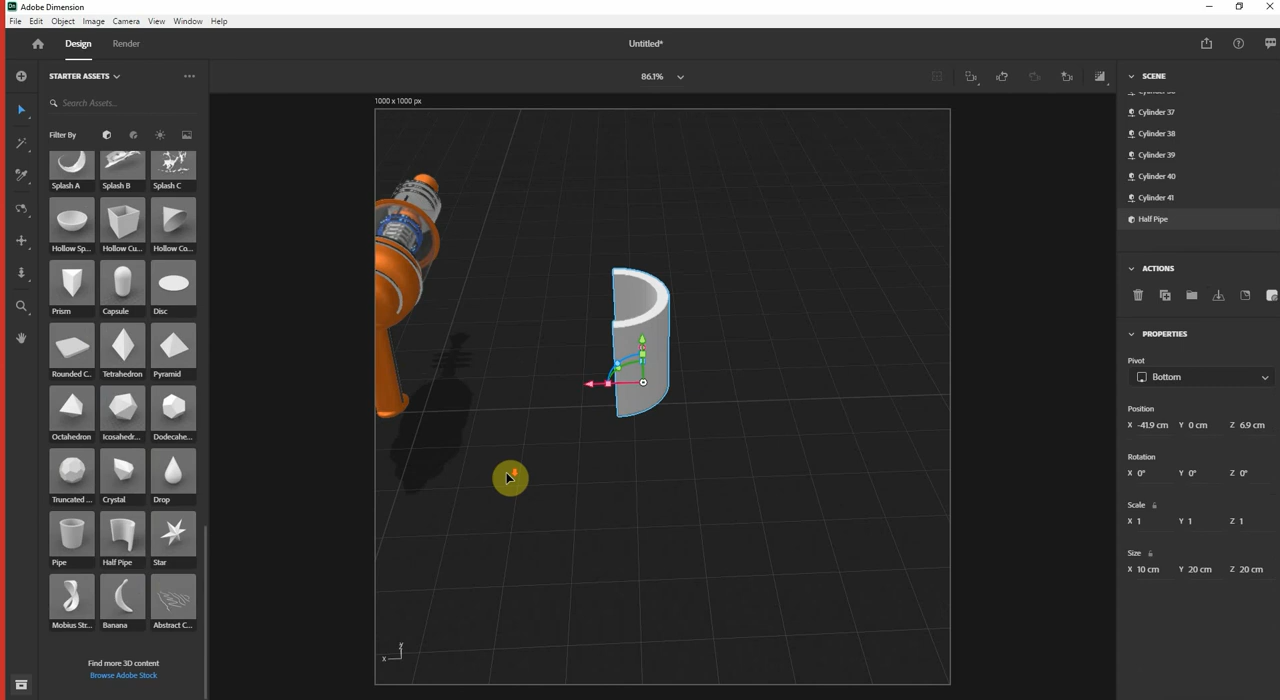 Adobe Dimension
File Edit Object Image Camera View Window Help
Design Render Untitled*
STARTER ASSETS
86.1%
SCENE
Search Assets...
1000 x 1000 px
Filter By
Cylinder 37
Cylinder 38
Cylinder 39
Cylinder 40
Cylinder 41
Half Pipe
Splash A Splash B Splash C
Hollow Sp... Hollow Cu... Hollow Co...
Prism Capsule Disc
Rounded C... Tetrahedron Pyramid
Octahedron Icosahedr... Dodecahe...
Truncated ... Crystal Drop
Pipe Half Pipe Star
Mobius Str... Banana Abstract C...
Find more 3D content
Browse Adobe Stock
ACTIONS
PROPERTIES
Pivot
Bottom
Position
X -41.9 cm Y 0 cm Z 6.9 cm
Rotation
X 0° Y 0° Z 0°
Scale
X 1 Y 1 Z 1
Size
X 10 cm Y 20 cm Z 20 cm
y
x